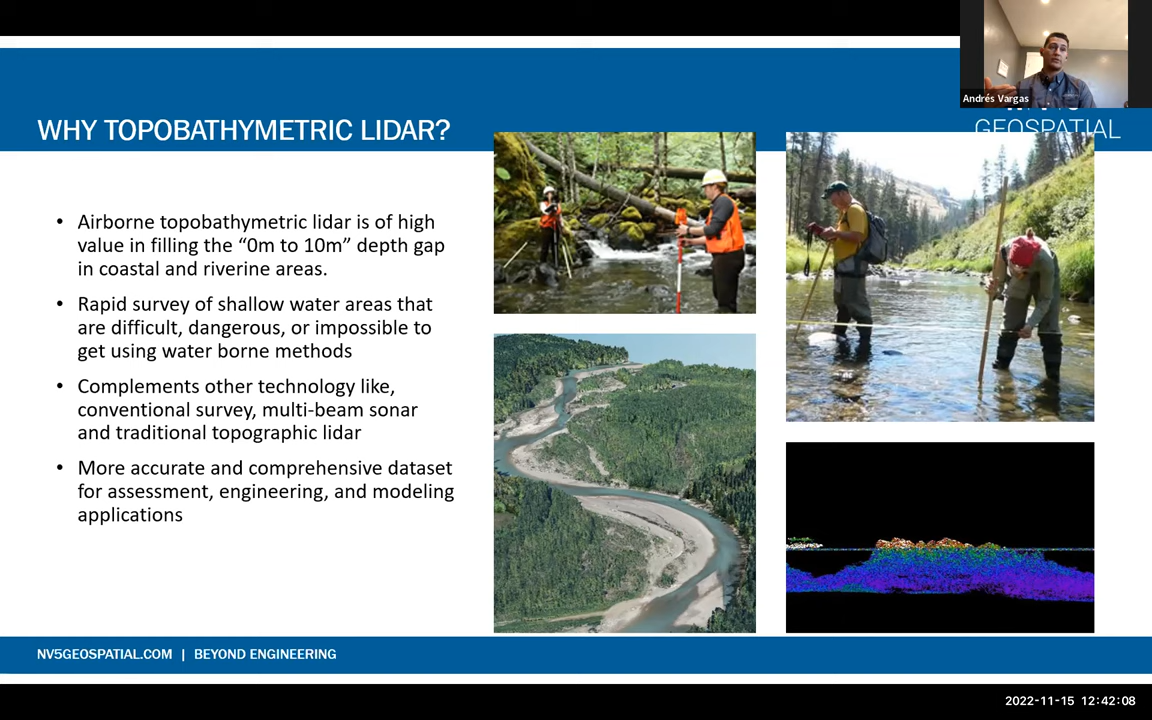 Andrés Vargas
WHY TOPOBATHYMETRIC LIDAR?
GEOSPATIAL
• Airborne topobathymetric lidar is of high
value in filling the “0m to 10m” depth gap
in coastal and riverine areas.
• Rapid survey of shallow water areas that
are difficult, dangerous, or impossible to
get using water borne methods
• Complements other technology like,
conventional survey, multi-beam sonar
and traditional topographic lidar
• More accurate and comprehensive dataset
for assessment, engineering, and modeling
applications
NV5GEOSPATIAL.COM | BEYOND ENGINEERING
2022-11-15 12:42:08